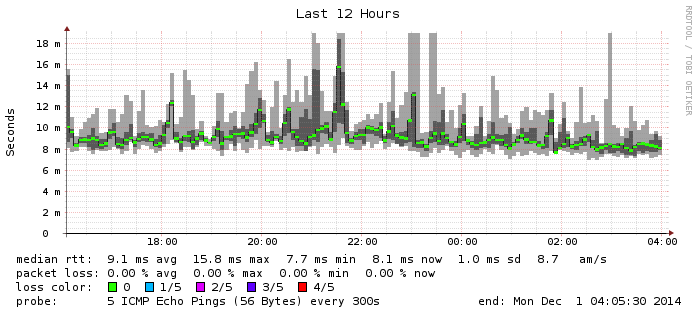 Last 12 Hours
RRDTOOL / TOBI OETIKER
Seconds
18 m
16 m
14 m
12 m
10 m
8 m
6 m
4 m
2 m
0
18:00 20:00 22:00 00:00 02:00 04:00
median rtt: 9.1 ms avg 15.8 ms max 7.7 ms min 8.1 ms now 1.0 ms sd 8.7 am/s
packet loss: 0.00 % avg 0.00 % max 0.00 % min 0.00 % now
loss color: 0 1/5 2/5 3/5 4/5
probe: 5 ICMP Echo Pings (56 Bytes) every 300s end: Mon Dec 1 04:05:30 2014